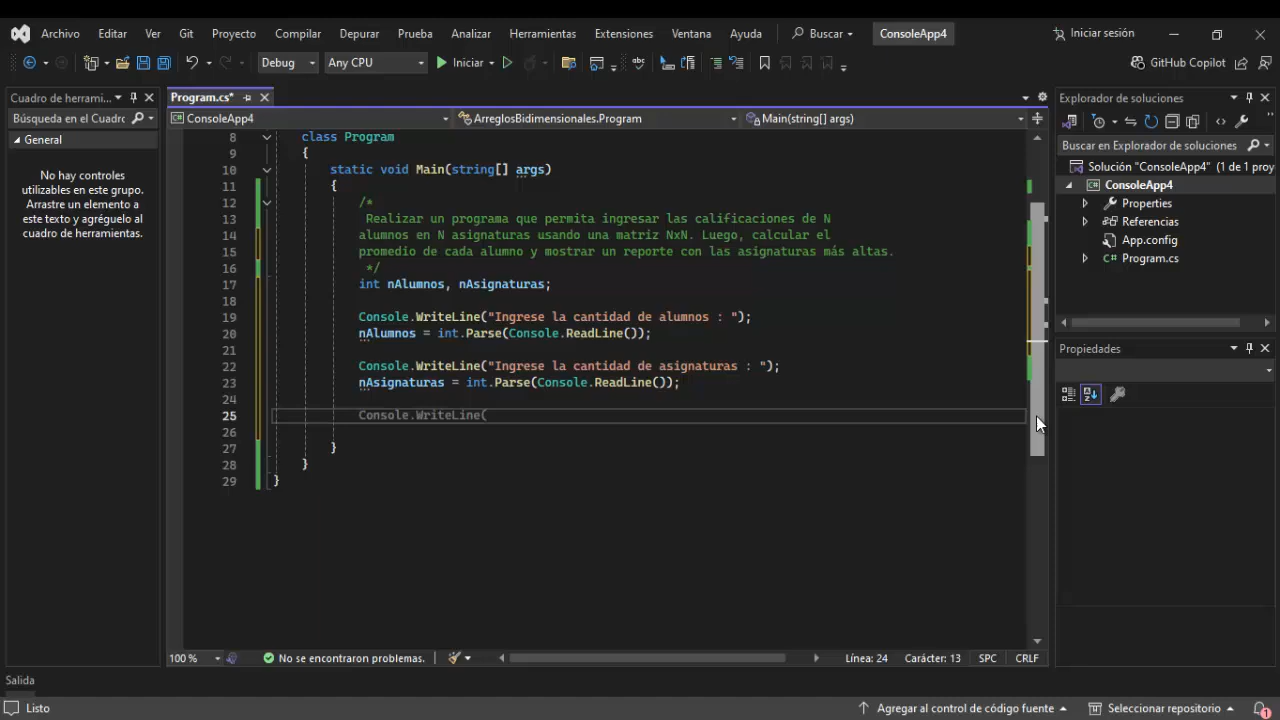 Archivo Editar Ver Git Proyecto Compilar Depurar Prueba Analizar Herramientas Extensiones Ventana Ayuda Buscar ConsoleApp4 Iniciar sesión
Debug Any CPU Iniciar GitHub Copilot
Cuadro de herrami...
Búsqueda en el Cuadro
General
No hay controles
utilizables en este grupo.
Arrastre un elemento a
este texto y agréguelo al
cuadro de herramientas.
Program.cs*
ConsoleApp4 ArreglosBidimensionales.Program Main(string[] args)
8 class Program
9 {
10 static void Main(string[] args)
11 {
12 /*
13 Realizar un programa que permita ingresar las calificaciones de N
14 alumnos en N asignaturas usando una matriz NxN. Luego, calcular el
15 promedio de cada alumno y mostrar un reporte con las asignaturas más altas.
16 */
17 int nAlumnos, nAsignaturas;
18
19 Console.WriteLine("Ingrese la cantidad de alumnos : ");
20 nAlumnos = int.Parse(Console.ReadLine());
21
22 Console.WriteLine("Ingrese la cantidad de asignaturas : ");
23 nAsignaturas = int.Parse(Console.ReadLine());
24
25 Console.WriteLine(
26
27 }
28 }
29 }
100 % No se encontraron problemas. Línea: 24 Carácter: 13 SPC CRLF
Explorador de soluciones
Buscar en Explorador de soluciones
Solución "ConsoleApp4" (1 de 1 proy
ConsoleApp4
Properties
Referencias
App.config
Program.cs
Propiedades
Salida
Listo Agregar al control de código fuente Seleccionar repositorio 1